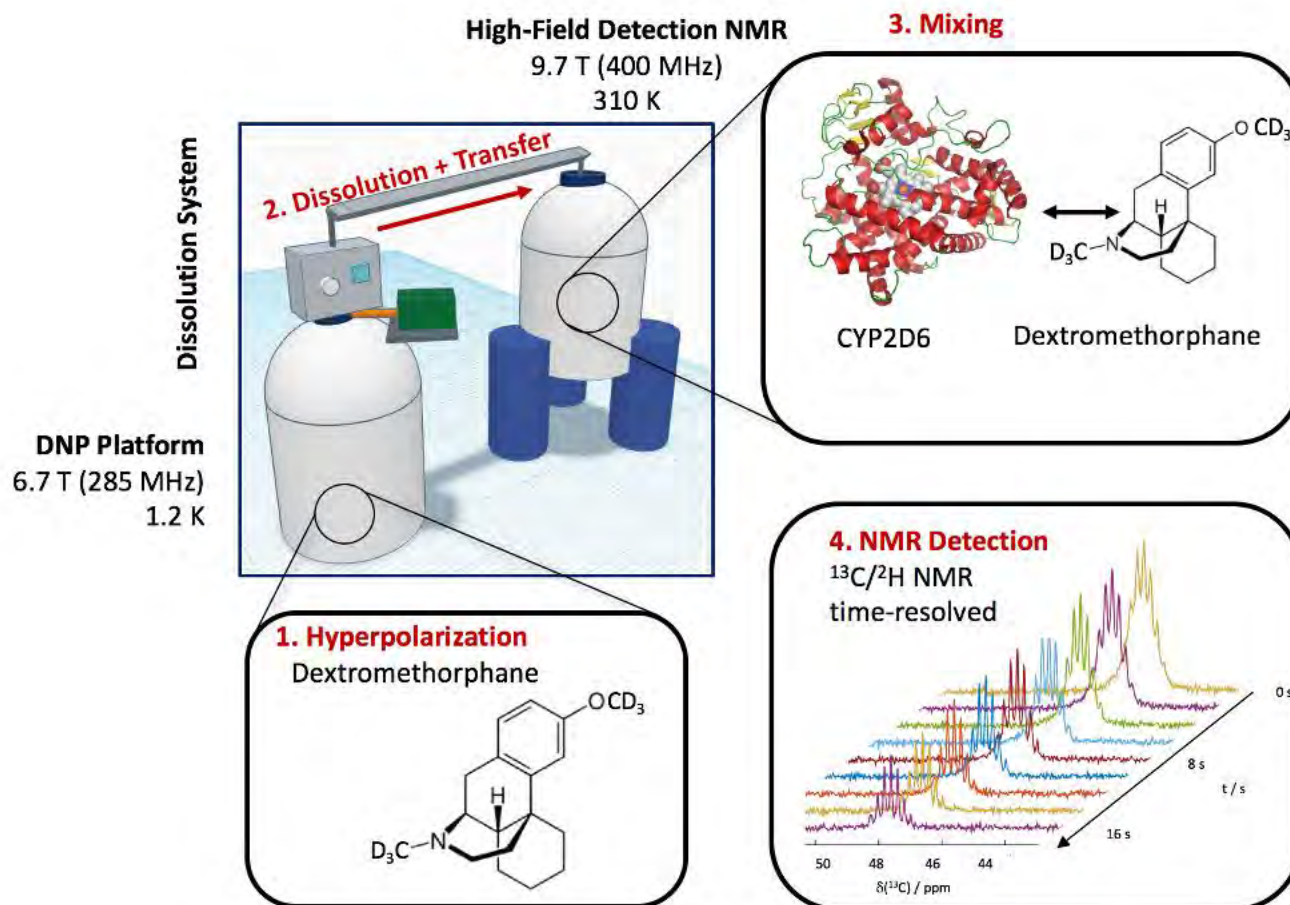 High-Field Detection NMR
9.7 T (400 MHz)
310 K
Dissolution System
2. Dissolution + Transfer
DNP Platform
6.7 T (285 MHz)
1.2 K
3. Mixing
OCD₃
H
D₃C
N
CYP2D6
Dextromethorphane
1. Hyperpolarization
Dextromethorphane
OCD₃
H
D₃C
N
4. NMR Detection
¹³C/²H NMR
time-resolved
0 s
8 s
t / s
16 s
50 48 46 44
δ(¹³C) / ppm